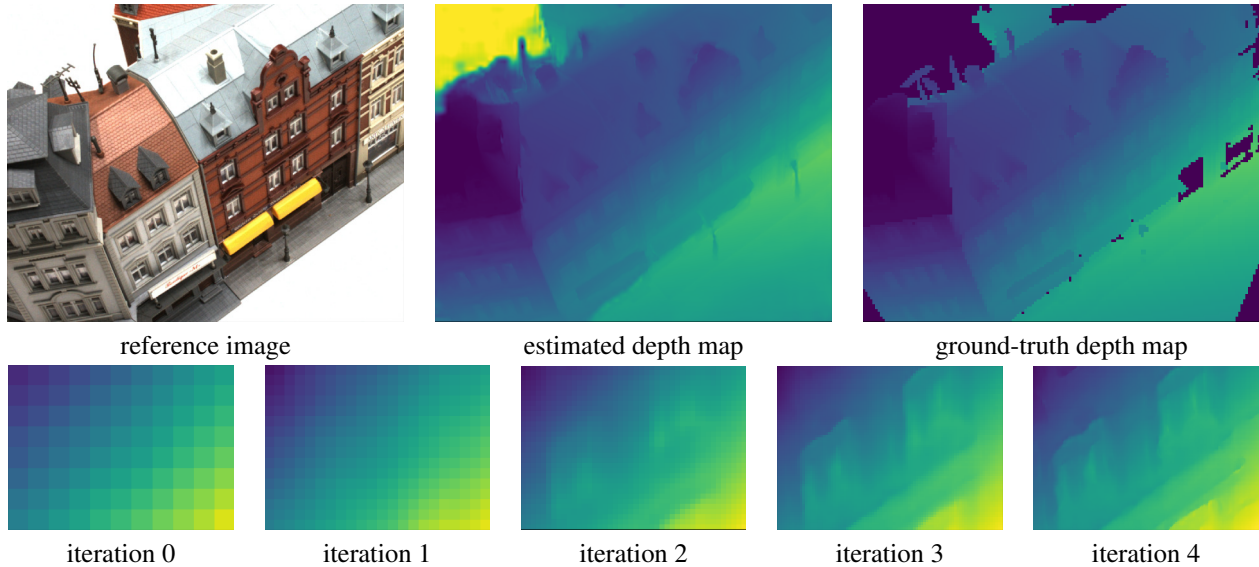 reference image
estimated depth map
ground-truth depth map
iteration 0
iteration 1
iteration 2
iteration 3
iteration 4